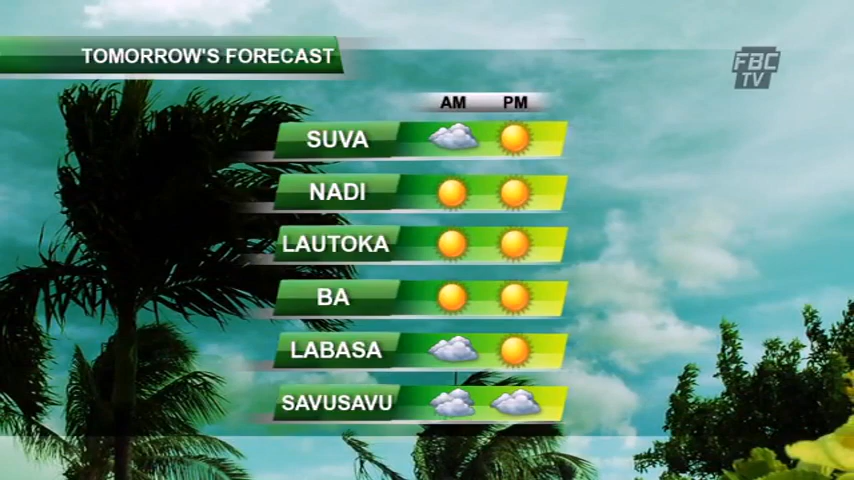 TOMORROW'S FORECAST
FBC
TV
AM PM
SUVA
NADI
LAUTOKA
BA
LABASA
SAVUSAVU